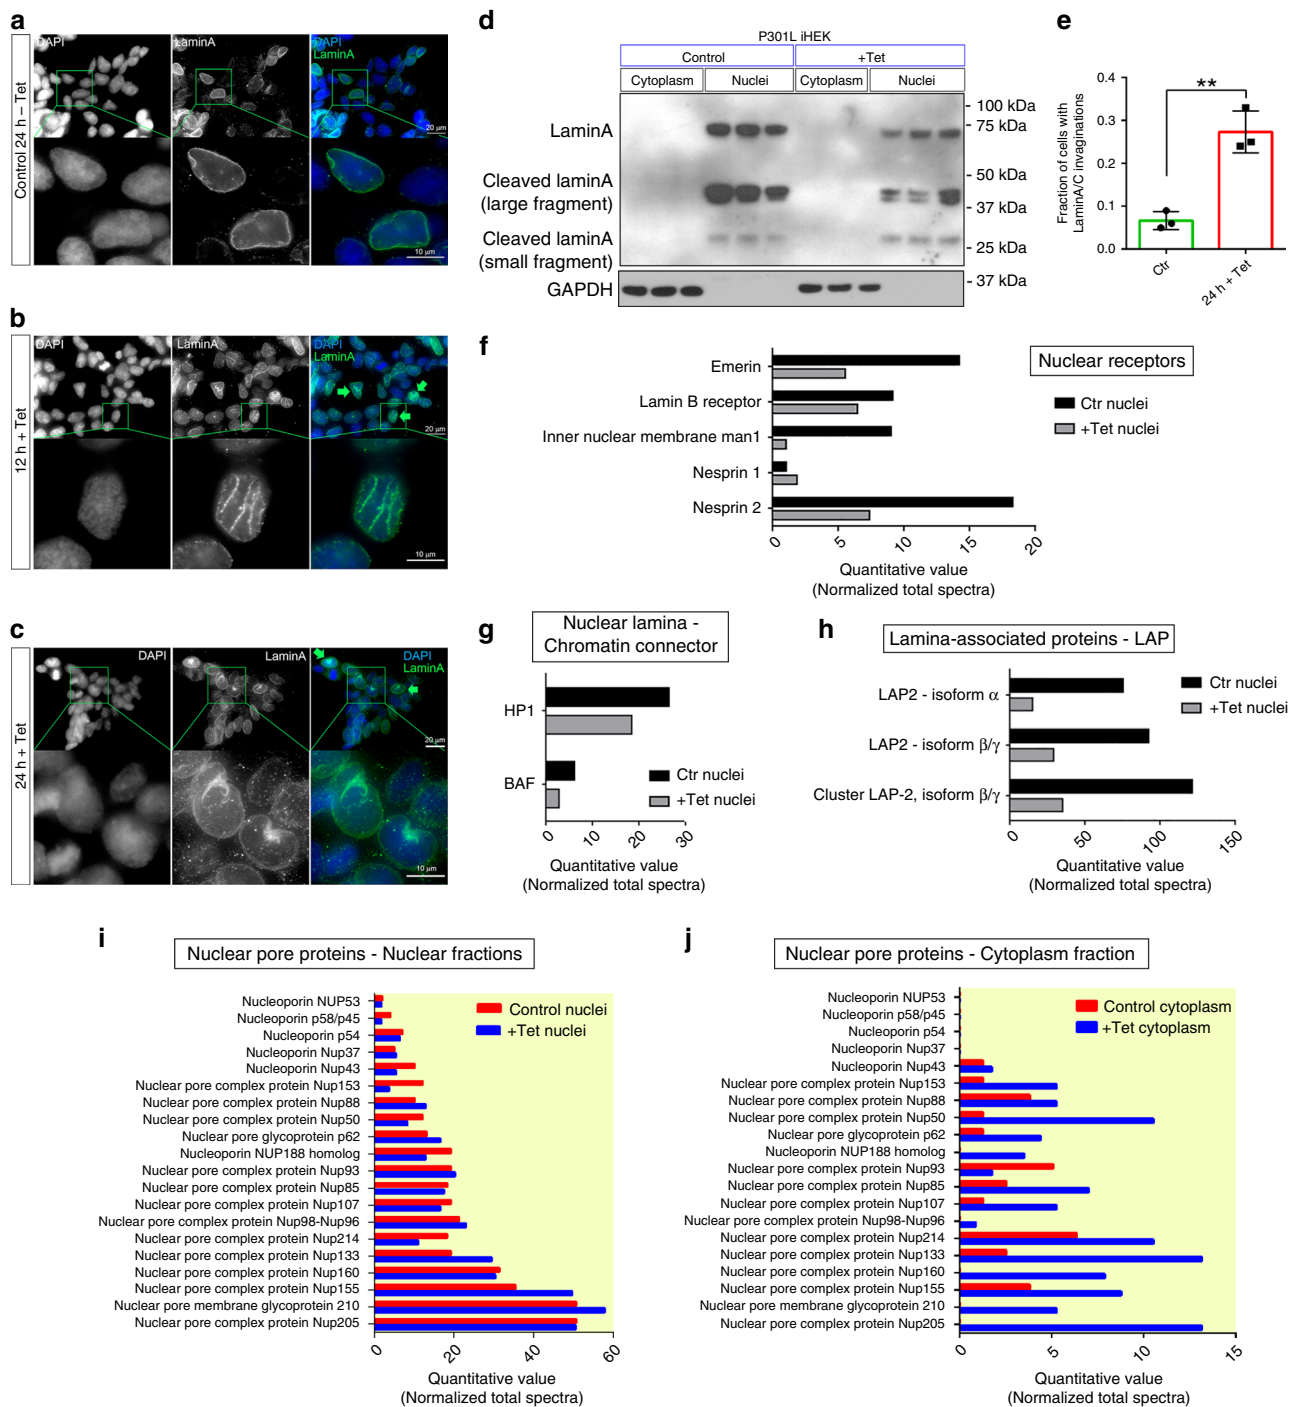 a
Control 24 h – Tet
DAPI
LaminA
DAPI
LaminA
20 µm
10 µm
b
12 h + Tet
DAPI
LaminA
DAPI
LaminA
20 µm
10 µm
c
24 h + Tet
DAPI
LaminA
DAPI
LaminA
20 µm
10 µm
d
P301L iHEK
Control
+Tet
Cytoplasm
Nuclei
Cytoplasm
Nuclei
LaminA
Cleaved laminA
(large fragment)
Cleaved laminA
(small fragment)
GAPDH
- 100 kDa
- 75 kDa
- 50 kDa
- 37 kDa
- 25 kDa
- 37 kDa
e
Fraction of cells with
LaminA/C invaginations
0.4
0.3
0.2
0.1
0.0
**
Ctr
24 h + Tet
f
Nuclear receptors
Ctr nuclei
+Tet nuclei
Emerin
Lamin B receptor
Inner nuclear membrane man1
Nesprin 1
Nesprin 2
0
5
10
15
20
Quantitative value
(Normalized total spectra)
g
Nuclear lamina -
Chromatin connector
HP1
BAF
Ctr nuclei
+Tet nuclei
0
10
20
30
Quantitative value
(Normalized total spectra)
h
Lamina-associated proteins - LAP
LAP2 - isoform α
LAP2 - isoform β/γ
Cluster LAP-2, isoform β/γ
Ctr nuclei
+Tet nuclei
0
50
100
150
Quantitative value
(Normalized total spectra)
i
Nuclear pore proteins - Nuclear fractions
Control nuclei
+Tet nuclei
Nucleoporin NUP53
Nucleoporin p58/p45
Nucleoporin p54
Nucleoporin Nup37
Nucleoporin Nup43
Nuclear pore complex protein Nup153
Nuclear pore complex protein Nup88
Nuclear pore complex protein Nup50
Nuclear pore glycoprotein p62
Nucleoporin NUP188 homolog
Nuclear pore complex protein Nup93
Nuclear pore complex protein Nup85
Nuclear pore complex protein Nup107
Nuclear pore complex protein Nup98-Nup96
Nuclear pore complex protein Nup214
Nuclear pore complex protein Nup133
Nuclear pore complex protein Nup160
Nuclear pore complex protein Nup155
Nuclear pore membrane glycoprotein 210
Nuclear pore complex protein Nup205
0
20
40
60
Quantitative value
(Normalized total spectra)
j
Nuclear pore proteins - Cytoplasm fraction
Control cytoplasm
+Tet cytoplasm
Nucleoporin NUP53
Nucleoporin p58/p45
Nucleoporin p54
Nucleoporin Nup37
Nucleoporin Nup43
Nuclear pore complex protein Nup153
Nuclear pore complex protein Nup88
Nuclear pore complex protein Nup50
Nuclear pore glycoprotein p62
Nucleoporin NUP188 homolog
Nuclear pore complex protein Nup93
Nuclear pore complex protein Nup85
Nuclear pore complex protein Nup107
Nuclear pore complex protein Nup98-Nup96
Nuclear pore complex protein Nup214
Nuclear pore complex protein Nup133
Nuclear pore complex protein Nup160
Nuclear pore complex protein Nup155
Nuclear pore membrane glycoprotein 210
Nuclear pore complex protein Nup205
0
5
10
15
Quantitative value
(Normalized total spectra)